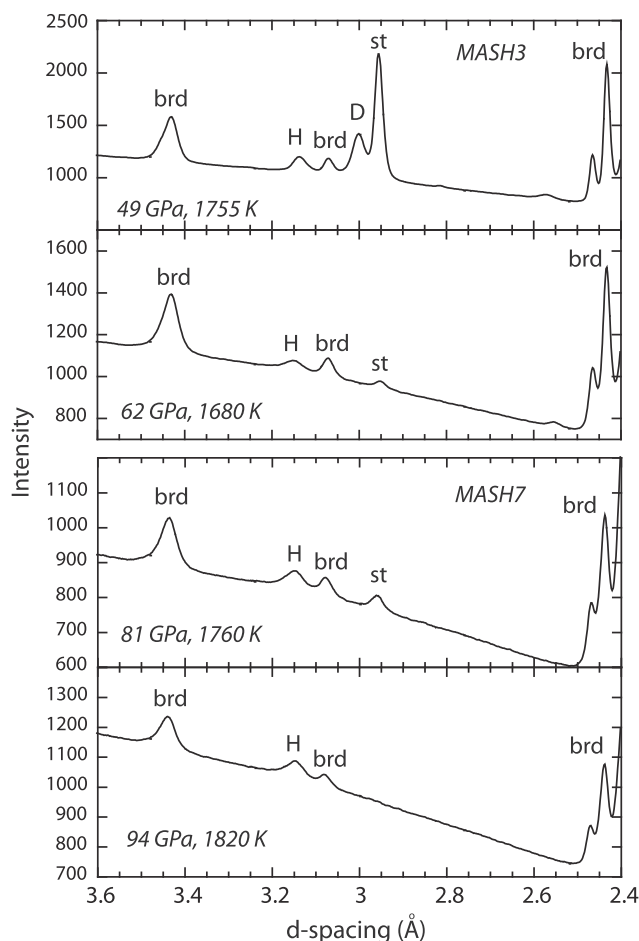 2500
st
MASH3
brd
2000
brd
1500
D
H
brd
1000
49 GPa, 1755 K
1600
brd
1400
brd
1200
H
brd
st
1000
800
62 GPa, 1680 K
Intensity
1100
brd
MASH7
brd
1000
900
H
brd
st
800
700
81 GPa, 1760 K
600
1300
brd
1200
H
brd
brd
1100
1000
900
800
94 GPa, 1820 K
700
3.6
3.4
3.2
3
2.8
2.6
2.4
d-spacing (Å)